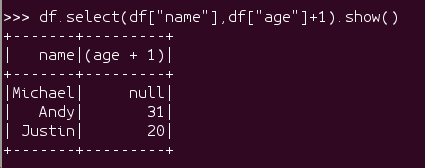 >>> df.select(df["name"],df["age"]+1).show()
+-------+---------+
|   name|(age + 1)|
+-------+---------+
|Michael|     null|
|   Andy|       31|
| Justin|       20|
+-------+---------+